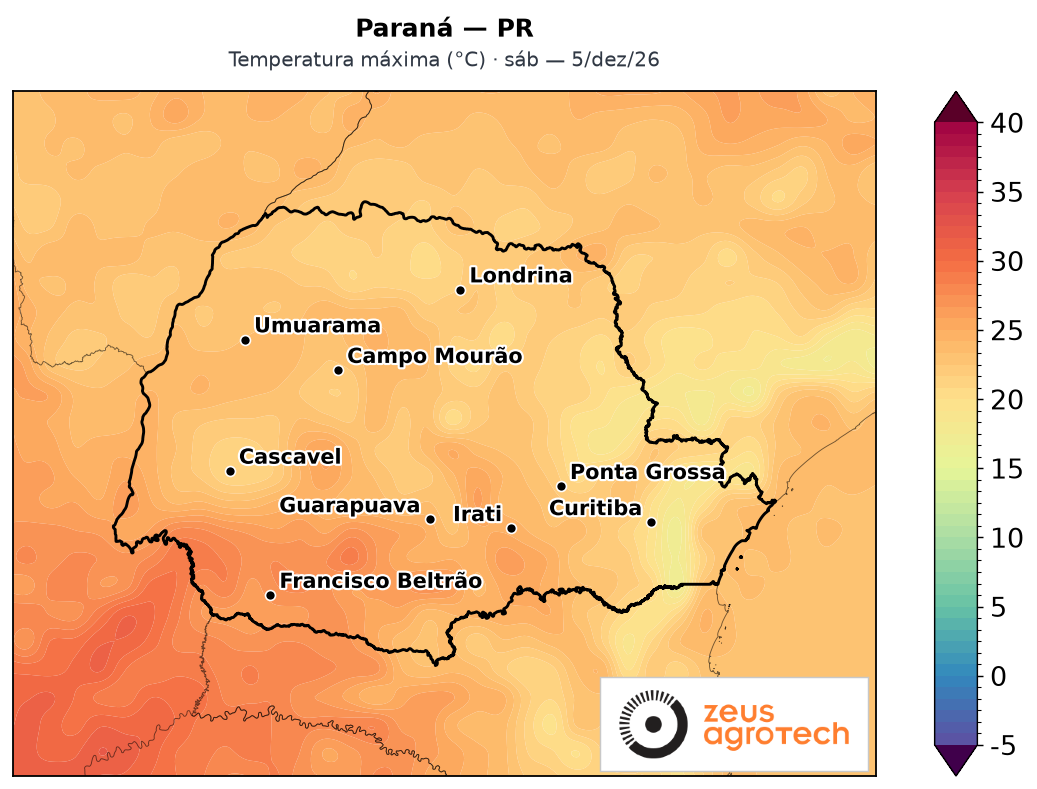 Paraná — PR
Temperatura máxima (°C) · sáb — 5/dez/26
Londrina
Umuarama
Campo Mourão
Cascavel
Ponta Grossa
Guarapuava
Irati
Curitiba
Francisco Beltrão
40
35
30
25
20
15
10
5
0
-5
zeus
agrotech